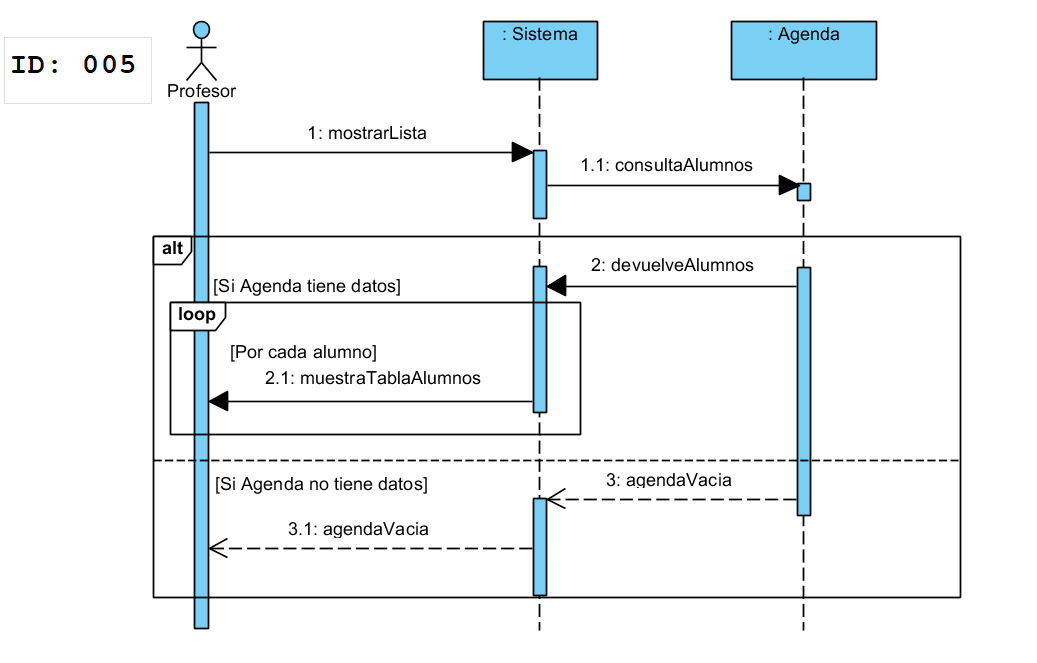 ID: 005
Profesor
: Sistema
: Agenda
1: mostrarLista
1.1: consultaAlumnos
alt
2: devuelveAlumnos
[Si Agenda tiene datos]
loop
[Por cada alumno]
2.1: muestraTablaAlumnos
[Si Agenda no tiene datos]
3: agendaVacia
3.1: agendaVacia